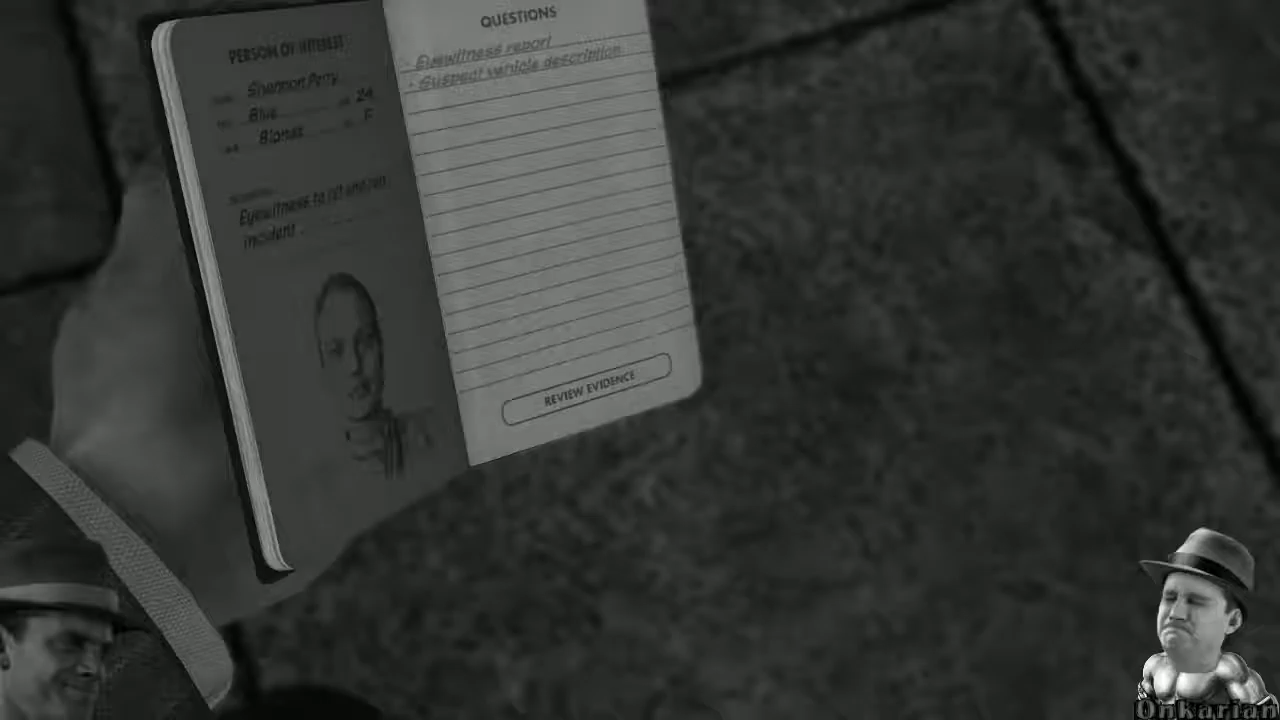 PERSON OF INTEREST
Shannon Perry
Blue 24
Blonde F
Eyewitness to hit and run
incident
QUESTIONS
- Eyewitness report
- Suspect vehicle description
REVIEW EVIDENCE
Onkarian